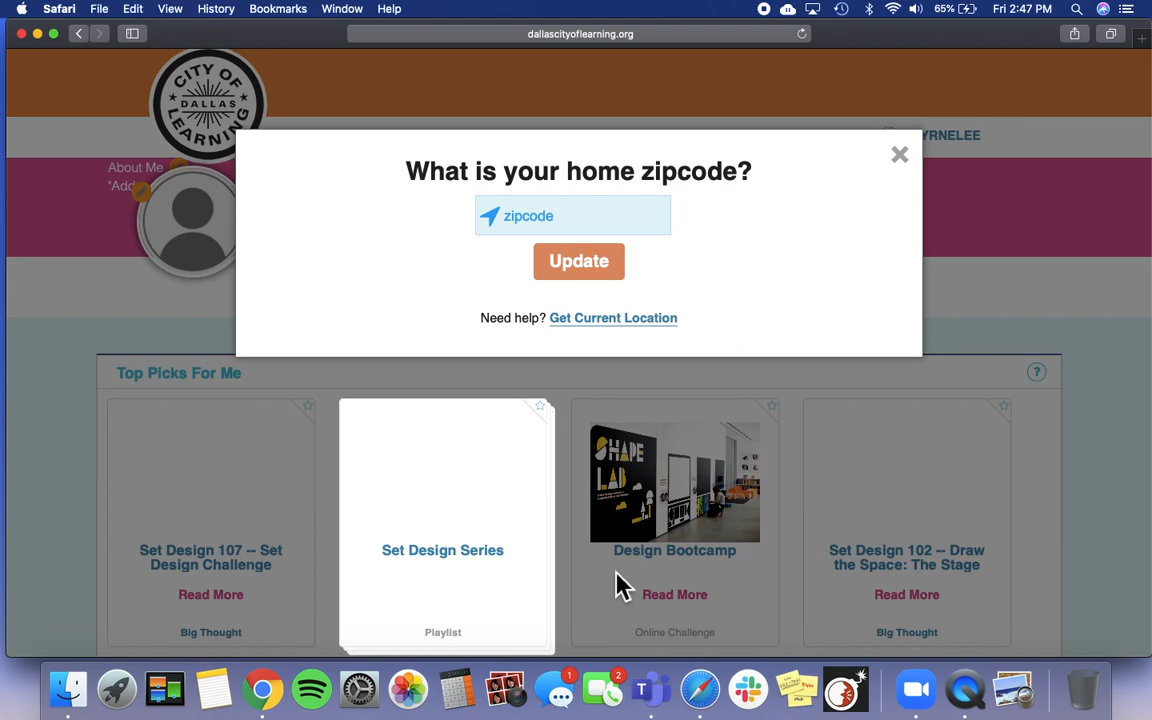 Safari File Edit View History Bookmarks Window Help 65% Fri 2:47 PM
dallascityoflearning.org
CITY OF
DALLAS
LEARNING
YRNELEE
About Me
"Add
What is your home zipcode?
zipcode
Update
Need help? Get Current Location
Top Picks For Me ?
Set Design 107 -- Set
Design Challenge
Read More
Big Thought
Set Design Series
Playlist
SHAPE
LAB
Design Bootcamp
Read More
Online Challenge
Set Design 102 -- Draw
the Space: The Stage
Read More
Big Thought
1
2
T